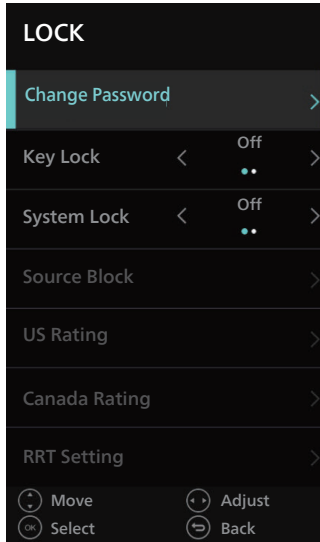 LOCK
Change Password
Key Lock < Off >
System Lock < Off >
Source Block >
US Rating >
Canada Rating >
RRT Setting >
Move Adjust
OK Select Back